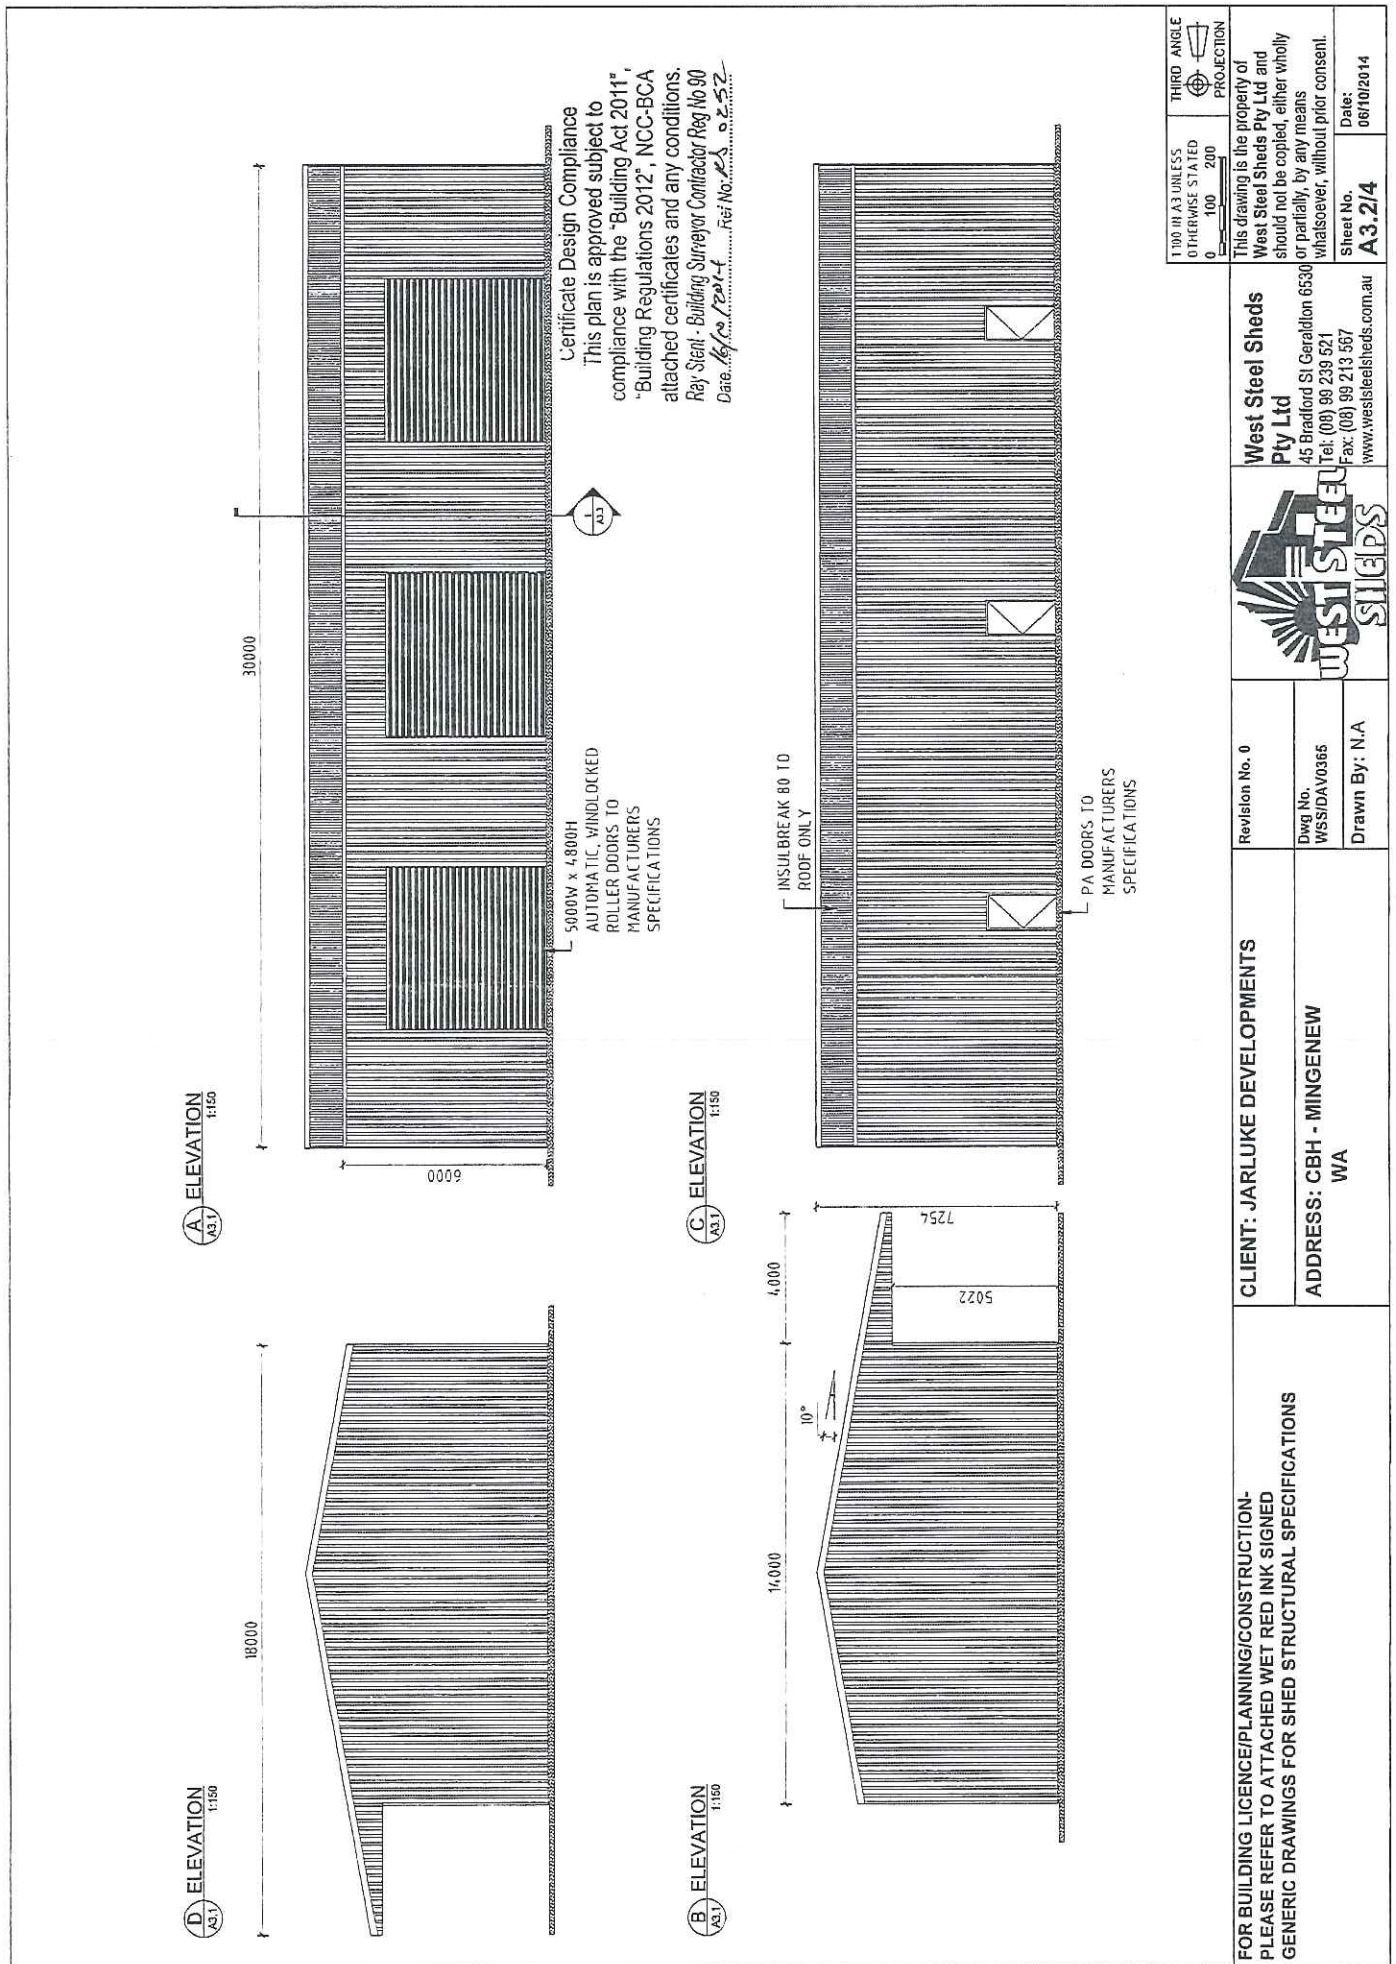 D ELEVATION
A3.1 1:150
18000
A ELEVATION
A3.1 1:150
30000
6000
5000W x 4800H
AUTOMATIC, WINDLOCKED
ROLLER DOORS TO
MANUFACTURERS
SPECIFICATIONS
1
A3.3
Certificate Design Compliance
This plan is approved subject to
compliance with the "Building Act 2011",
"Building Regulations 2012", NCC-BCA
attached certificates and any conditions.
Ray Stent - Building Surveyor Contractor Reg No 90
Date 16/10/2014 Ref No: RS 0252
B ELEVATION
A3.1 1:150
14000
4000
10°
5022
7254
C ELEVATION
A3.1 1:150
INSULBREAK 80 TO
ROOF ONLY
PA DOORS TO
MANUFACTURERS
SPECIFICATIONS
FOR BUILDING LICENCE/PLANNING/CONSTRUCTION-
PLEASE REFER TO ATTACHED WET RED INK SIGNED
GENERIC DRAWINGS FOR SHED STRUCTURAL SPECIFICATIONS
CLIENT: JARLUKE DEVELOPMENTS
ADDRESS: CBH - MINGENEW
WA
Revision No. 0
Dwg No.
WSS/DAV0365
Drawn By: N.A
WEST STEEL
SHEDS
West Steel Sheds
Pty Ltd
45 Bradford St Geraldton 6530
Tel: (08) 99 239 521
Fax: (08) 99 213 567
www.weststeelsheds.com.au
1:100 IN A3 UNLESS
OTHERWISE STATED
0 100 200
THIRD ANGLE
PROJECTION
This drawing is the property of
West Steel Sheds Pty Ltd and
should not be copied, either wholly
or partially, by any means
whatsoever, without prior consent.
Sheet No.
A3.2/4
Date:
06/10/2014